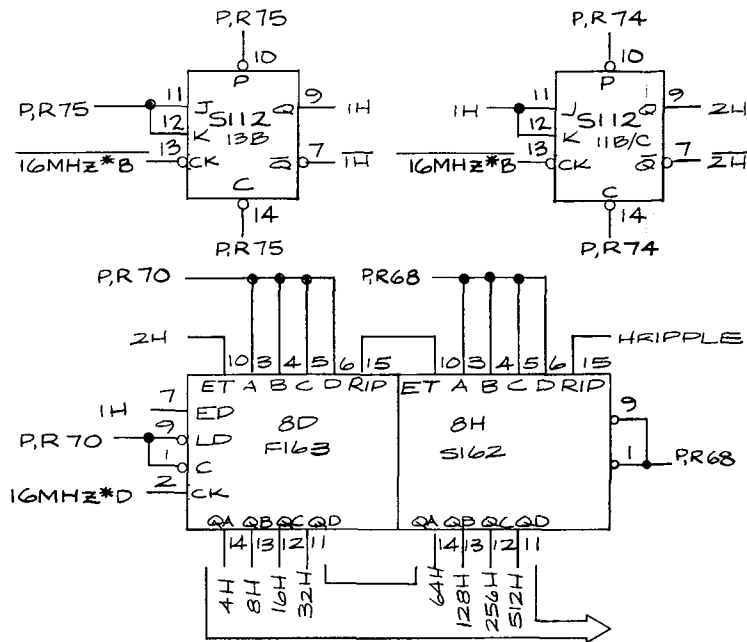 P,R75
P,R74
10
10
P
P
P,R75 11 J S112 Q 9 1H
1H 11 J S112 Q 9 2H
12 K 13B
12 K 11B/C
16MHz*B 13 CK Q 7 1H
16MHz*B 13 CK Q 7 2H
C
C
14
14
P,R75
P,R74
P,R70
P,R68
2H
HRIPPLE
10 3 4 5 6 15
10 3 4 5 6 15
ET A B C D RIP
ET A B C D RIP
1H 7 ED
8D
8H
9
P,R70 9 LD
F163
S162
1 C
1 P,R68
16MHz*D 2 CK
QA QB QC QD
QA QB QC QD
14 13 12 11
14 13 12 11
4H 8H 16H 32H
64H 128H 256H 512H